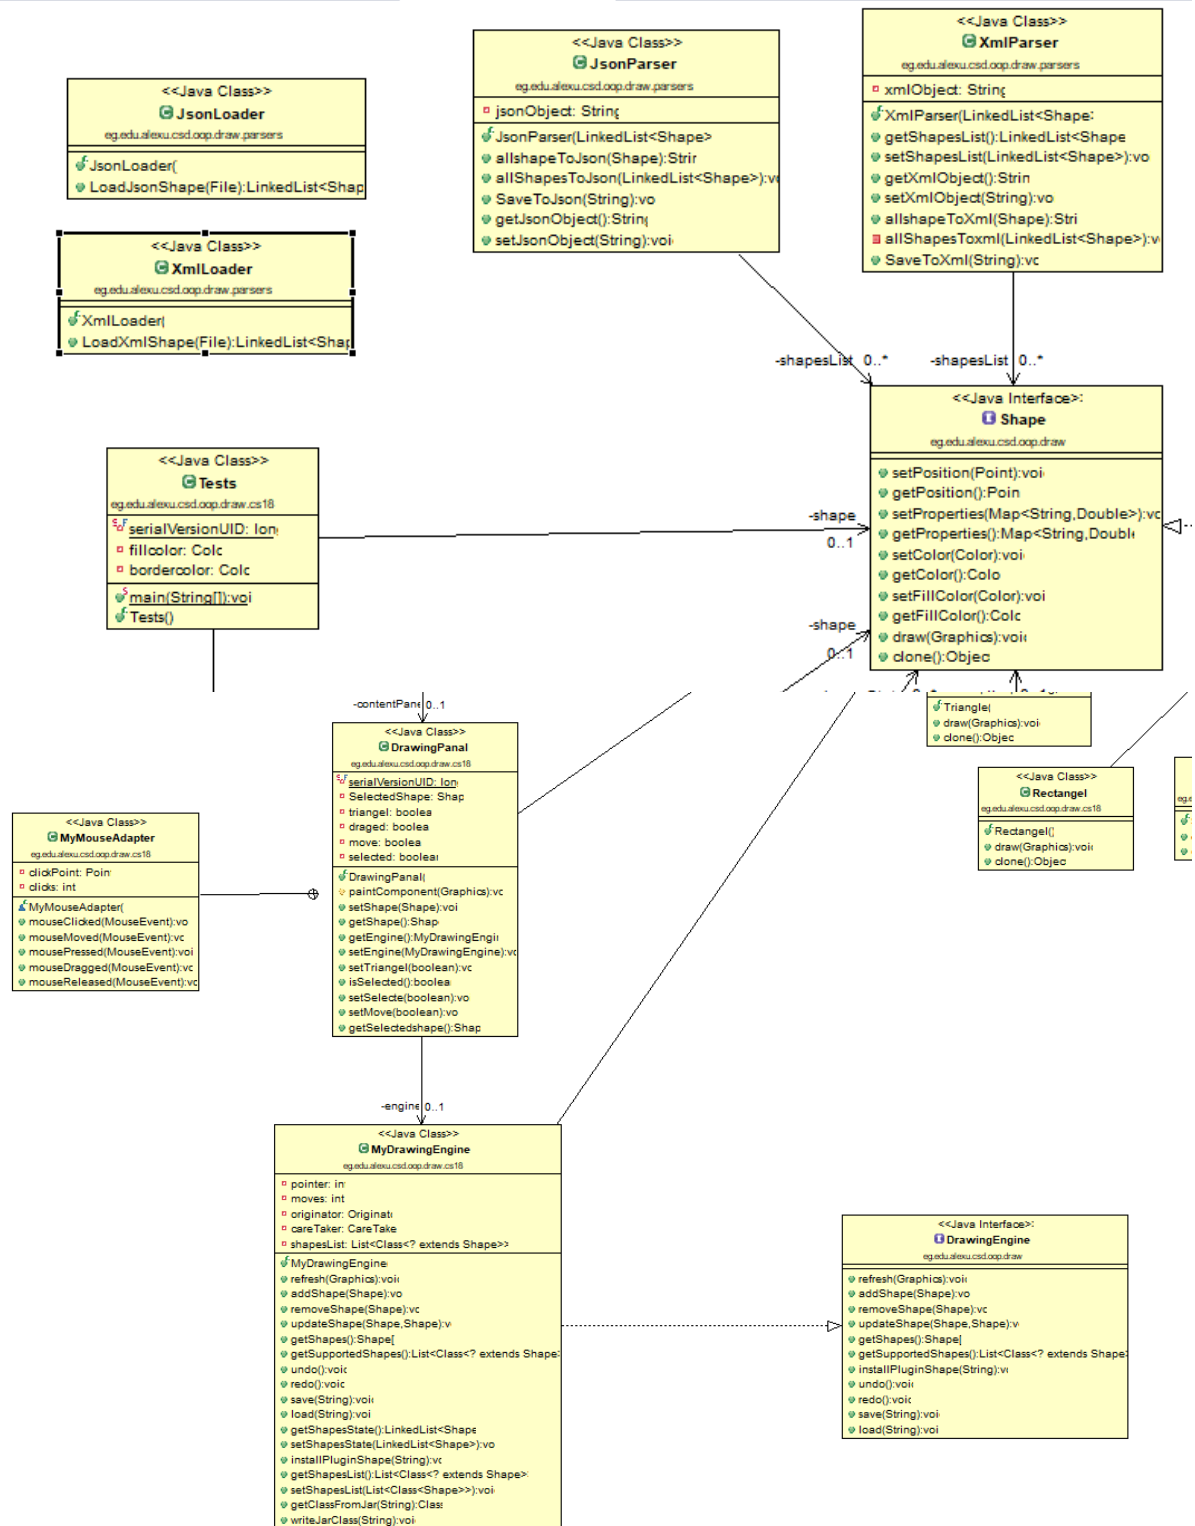 <<Java Class>>
JsonLoader
eg.edu.alexu.csd.oop.draw.parsers
JsonLoader(
LoadJsonShape(File):LinkedList<Shap
<<Java Class>>
XmlLoader
eg.edu.alexu.csd.oop.draw.parsers
XmlLoader(
LoadXmlShape(File):LinkedList<Shap
<<Java Class>>
JsonParser
eg.edu.alexu.csd.oop.draw.parsers
jsonObject: String
JsonParser(LinkedList<Shape>
allshapeToJson(Shape):Strir
allShapesToJson(LinkedList<Shape>):v
SaveToJson(String):vo
getJsonObject():String
setJsonObject(String):voi
<<Java Class>>
XmlParser
eg.edu.alexu.csd.oop.draw.parsers
xmlObject: String
XmlParser(LinkedList<Shape
getShapesList():LinkedList<Shape
setShapesList(LinkedList<Shape>):vo
getXmlObject():Strin
setXmlObject(String):vo
allshapeToXml(Shape):Stri
allShapesToxml(LinkedList<Shape>):v
SaveToXml(String):vc
-shapesList 0..*
-shapesList 0..*
<<Java Interface>>
Shape
eg.edu.alexu.csd.oop.draw
setPosition(Point):voi
getPosition():Poin
setProperties(Map<String,Double>):vc
getProperties():Map<String,Doubl
setColor(Color):voi
getColor():Colo
setFillColor(Color):voi
getFillColor():Colc
draw(Graphics):void
clone():Objec
<<Java Class>>
Tests
eg.edu.alexu.csd.oop.draw.cs18
serialVersionUID: long
fillcolor: Colc
bordercolor: Colc
main(String[]):voi
Tests()
-shape
0..1
-shape
0..1
-contentPane 0..1
<<Java Class>>
DrawingPanal
eg.edu.alexu.csd.oop.draw.cs18
serialVersionUID: long
SelectedShape: Shap
triangel: boolea
draged: boolea
move: boolea
selected: boolean
DrawingPanal(
paintComponent(Graphics):vc
setShape(Shape):voi
getShape():Shap
getEngine():MyDrawingEngi
setEngine(MyDrawingEngine):vc
setTriangel(boolean):vc
isSelected():boolea
setSelecte(boolean):vo
setMove(boolean):vo
getSelectedshape():Shap
<<Java Class>>
MyMouseAdapter
eg.edu.alexu.csd.oop.draw.cs18
clickPoint: Poin
clicks: int
MyMouseAdapter(
mouseClicked(MouseEvent):vo
mouseMoved(MouseEvent):vc
mousePressed(MouseEvent):voi
mouseDragged(MouseEvent):vc
mouseReleased(MouseEvent):vc
Triangle(
draw(Graphics):voi
clone():Objec
<<Java Class>>
Rectangel
eg.edu.alexu.csd.oop.draw.cs18
Rectangel()
draw(Graphics):voi
clone():Objec
-engine 0..1
<<Java Class>>
MyDrawingEngine
eg.edu.alexu.csd.oop.draw.cs18
pointer: in
moves: int
originator: Originato
careTaker: CareTake
shapesList: List<Class<? extends Shape>>
MyDrawingEngine
refresh(Graphics):voi
addShape(Shape):vo
removeShape(Shape):vc
updateShape(Shape,Shape):v
getShapes():Shape[
getSupportedShapes():List<Class<? extends Shape
undo():voic
redo():voic
save(String):voi
load(String):voi
getShapesState():LinkedList<Shape
setShapesState(LinkedList<Shape>):vo
installPluginShape(String):vc
getShapesList():List<Class<? extends Shape>
setShapesList(List<Class<Shape>>):voi
getClassFromJar(String):Class
writeJarClass(String):voi
<<Java Interface>>
DrawingEngine
eg.edu.alexu.csd.oop.draw
refresh(Graphics):voi
addShape(Shape):vo
removeShape(Shape):vc
updateShape(Shape,Shape):v
getShapes():Shape[
getSupportedShapes():List<Class<? extends Shape
installPluginShape(String):v
undo():voi
redo():voic
save(String):voi
load(String):voi